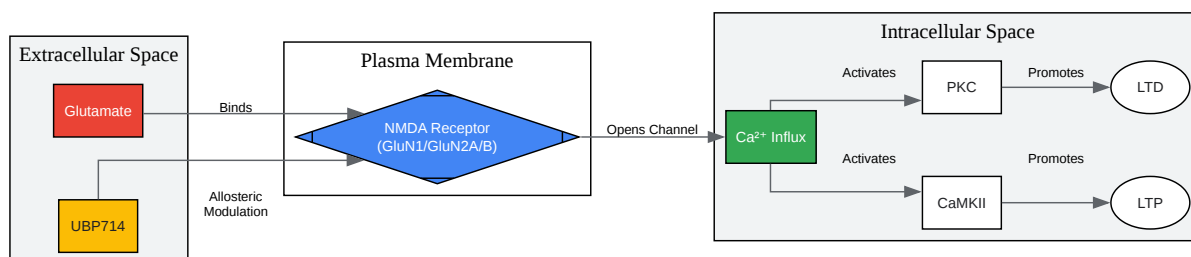 Extracellular Space
Glutamate
UBP714
Binds
Allosteric
Modulation
Plasma Membrane
NMDA Receptor
(GluN1/GluN2A/B)
Opens Channel
Intracellular Space
Ca²⁺ Influx
Activates
PKC
Promotes
LTD
Activates
CaMKII
Promotes
LTP